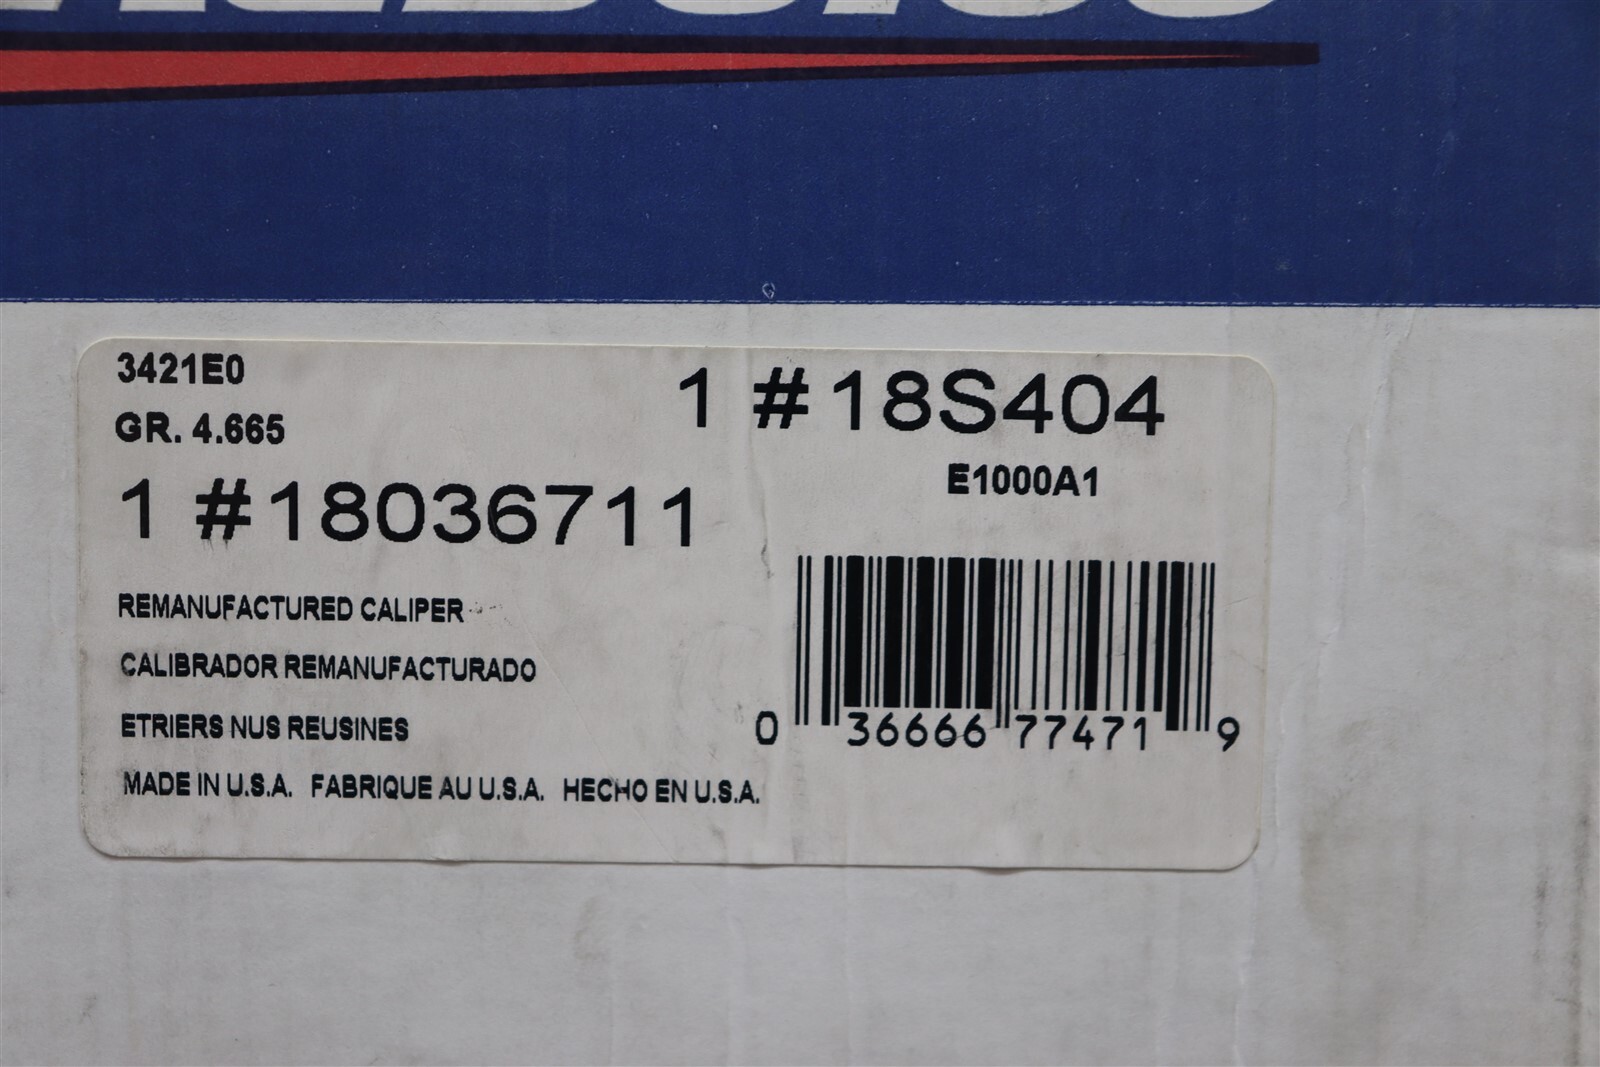 3421E0
GR. 4.665
1 #18S404
E1000A1
1 #18036711
REMANUFACTURED CALIPER
CALIBRADOR REMANUFACTURADO
ETRIERS NUS REUSINES
MADE IN U.S.A. FABRIQUE AU U.S.A. HECHO EN U.S.A.
0 36666 77471 9